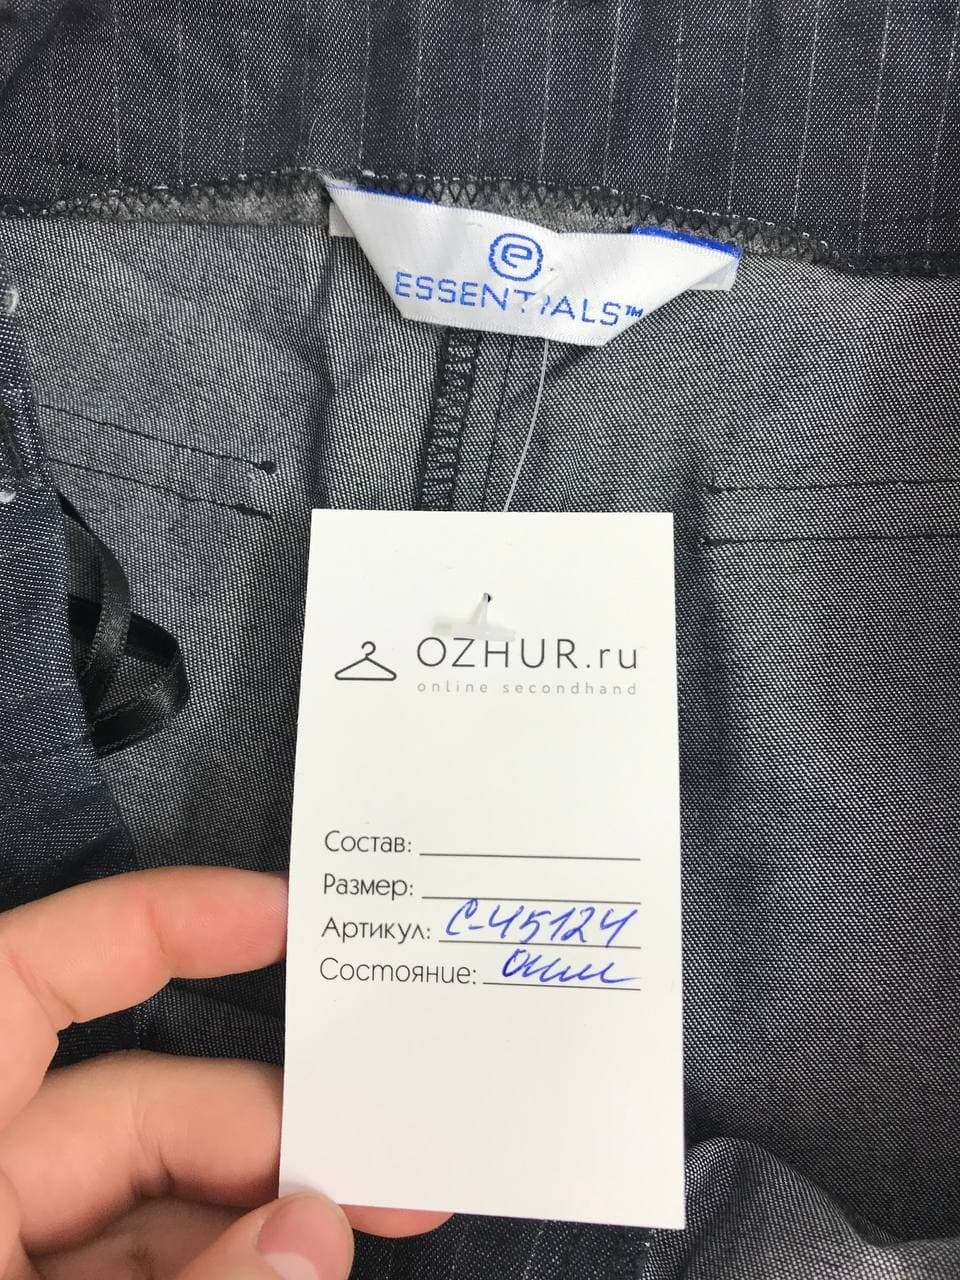 e
ESSENTIALS™
OZHUR.ru
online secondhand
Состав:
Размер:
Артикул: С-45124
Состояние: